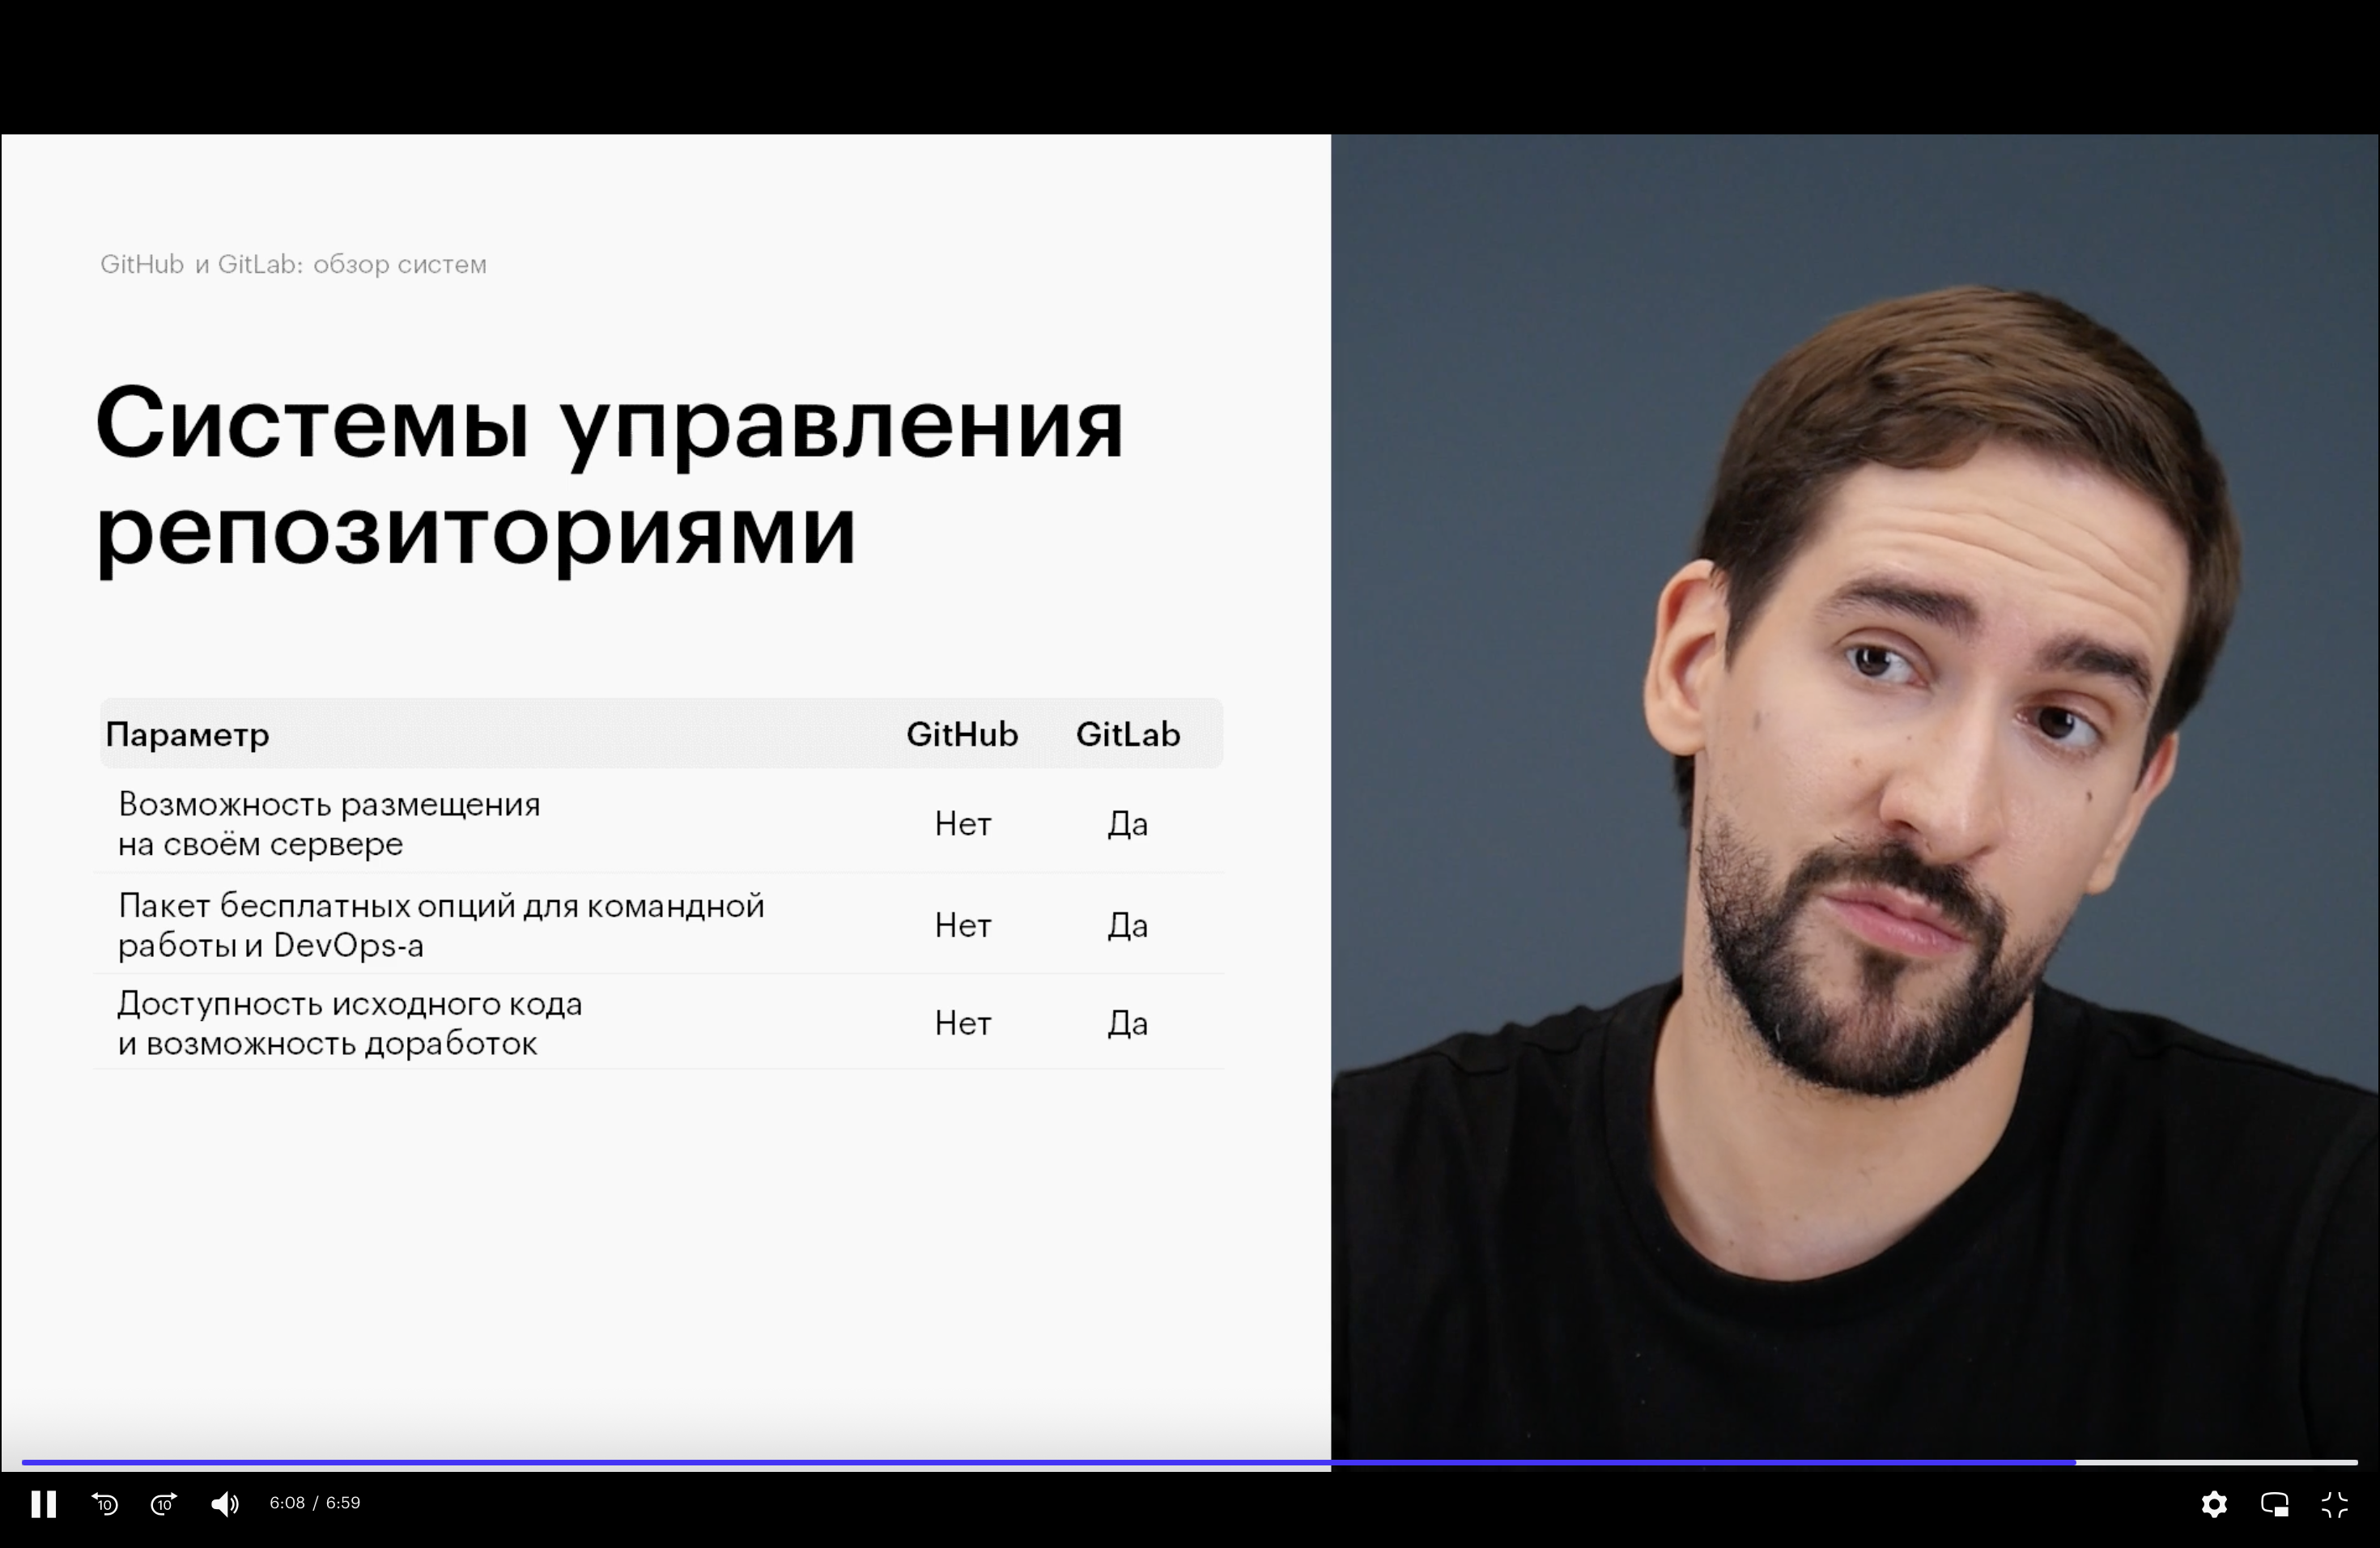 GitHub и GitLab: обзор систем
Системы управления
репозиториями
Параметр GitHub GitLab
Возможность размещения
на своём сервере
Нет Да
Пакет бесплатных опций для командной
работы и DevOps-а
Нет Да
Доступность исходного кода
и возможность доработок
Нет Да
10 10 6:08 / 6:59